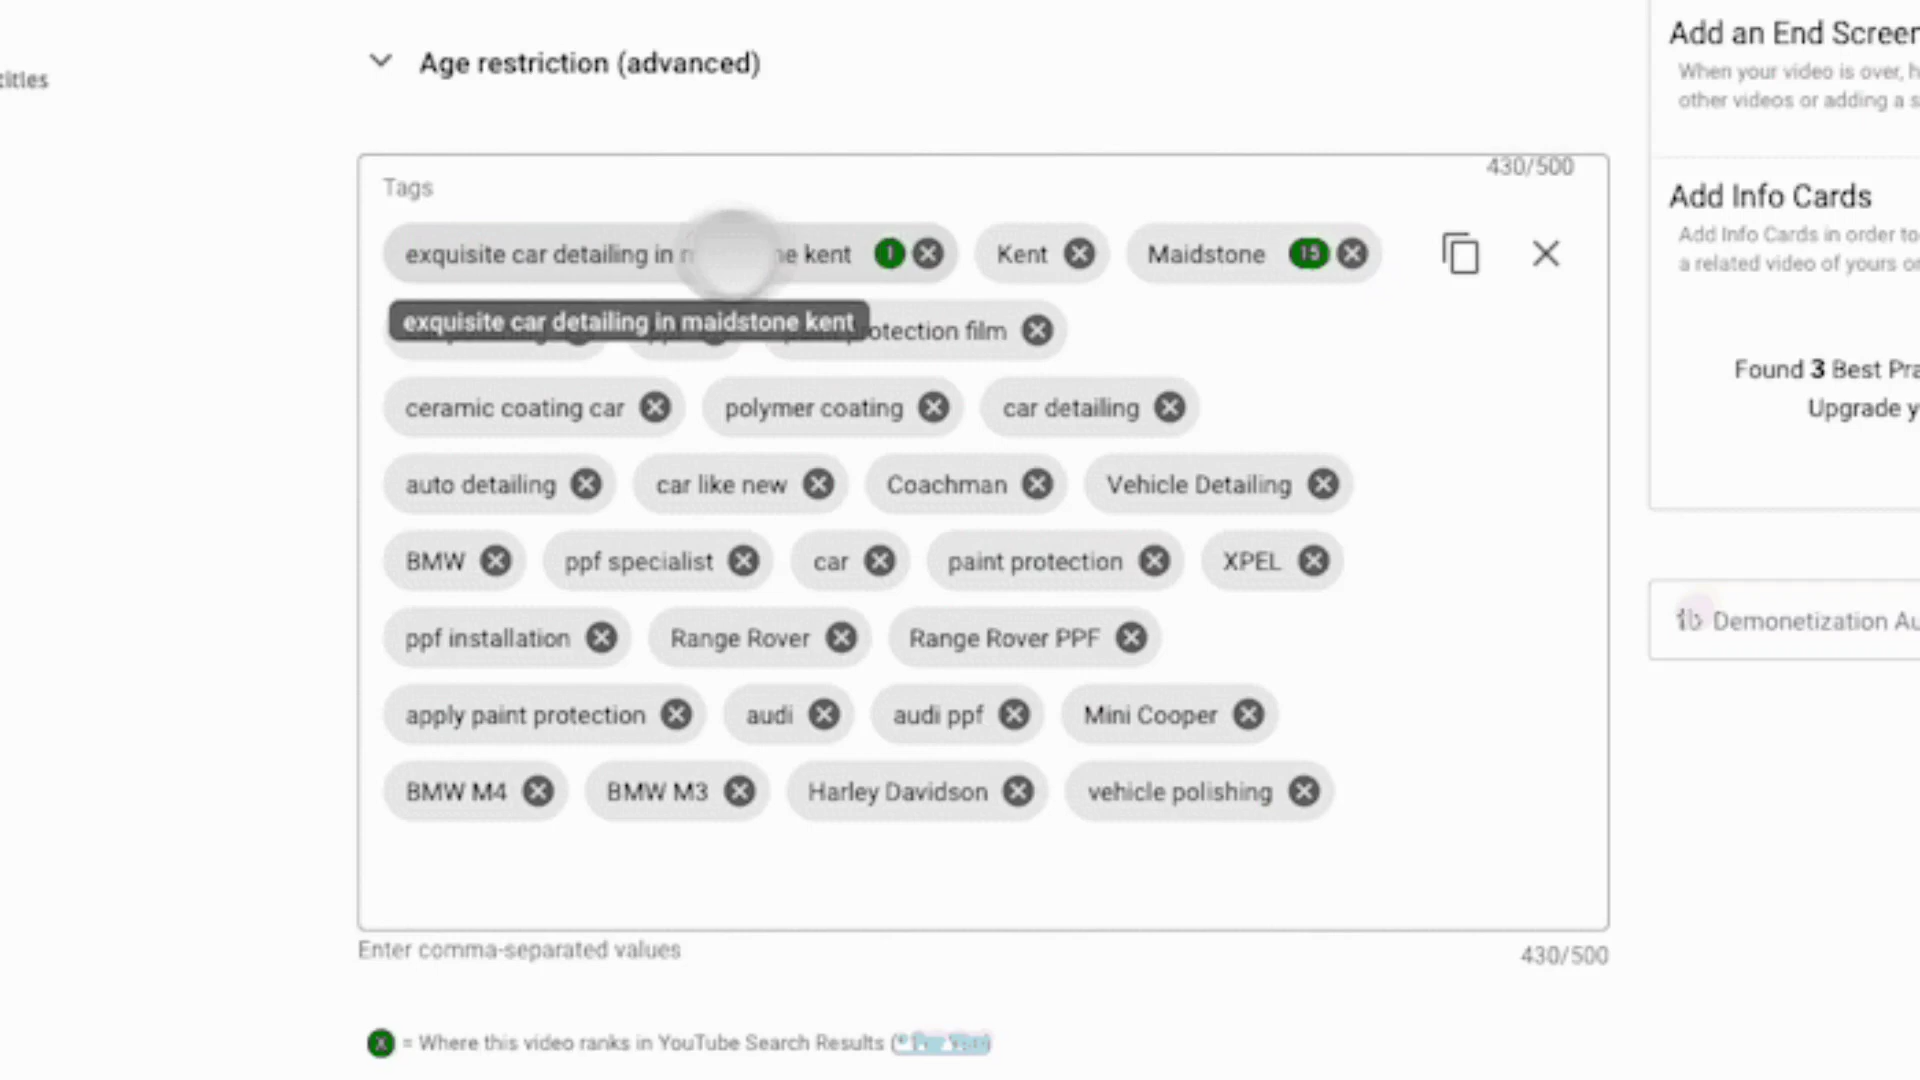 titles
Age restriction (advanced)
Add an End Screen
When your video is over, h
other videos or adding a s
430/500
Tags
exquisite car detailing in kent 1 Kent Maidstone 15
exquisite car detailing in maidstone kent
otection film
ceramic coating car polymer coating car detailing
auto detailing car like new Coachman Vehicle Detailing
BMW ppf specialist car paint protection XPEL
ppf installation Range Rover Range Rover PPF
apply paint protection audi audi ppf Mini Cooper
BMW M4 BMW M3 Harley Davidson vehicle polishing
Enter comma-separated values
430/500
X = Where this video ranks in YouTube Search Results
Add Info Cards
Add Info Cards in order to
a related video of yours or
Found 3 Best Pra
Upgrade y
Demonetization Au